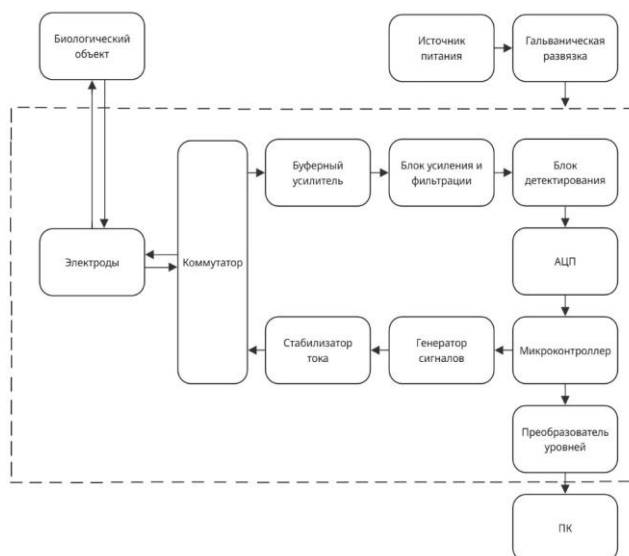 Биологический
объект
Источник
питания
Гальваническая
развязка
Буферный
усилитель
Блок усиления и
фильтрации
Блок
детектирования
Электроды
Коммутатор
АЦП
Стабилизатор
тока
Генератор
сигналов
Микроконтроллер
Преобразователь
уровней
ПК